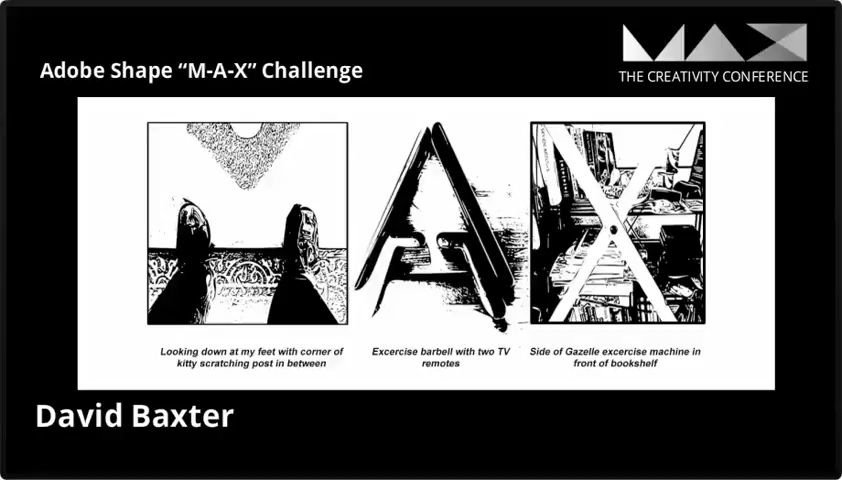 MAX
THE CREATIVITY CONFERENCE
Adobe Shape “M-A-X” Challenge
Looking down at my feet with corner of
kitty scratching post in between
Excercise barbell with two TV
remotes
Side of Gazelle excercise machine in
front of bookshelf
David Baxter